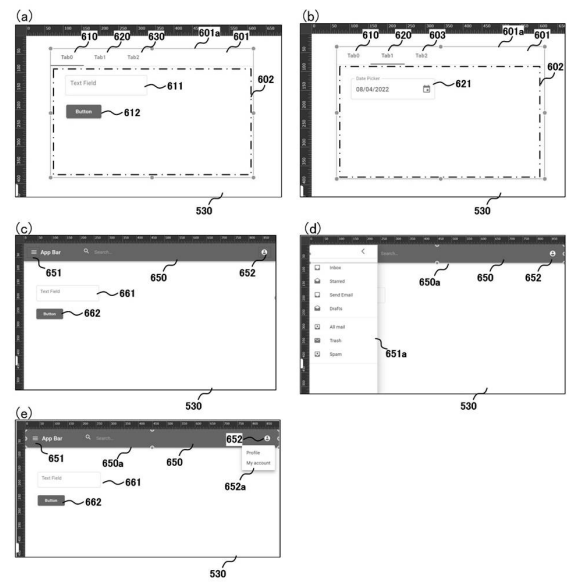 (a)
610 620 630 601a 601
Tab0 Tab1 Tab2
602
Text Field
611
Button
612
530
(b)
610 620 603 601a 601
Tab0 Tab1 Tab2
602
Date Picker
08/04/2022
621
530
(c)
App Bar Search...
651 650 652
Text Field
661
Button
662
530
(d)
Search...
650a 650 652
Inbox
Starred
Send Email
Drafts
All mail
Trash
Spam
651a
530
(e)
App Bar Search... 652
651 650a 650
Profile
My account
652a
Text Field
661
Button
662
530